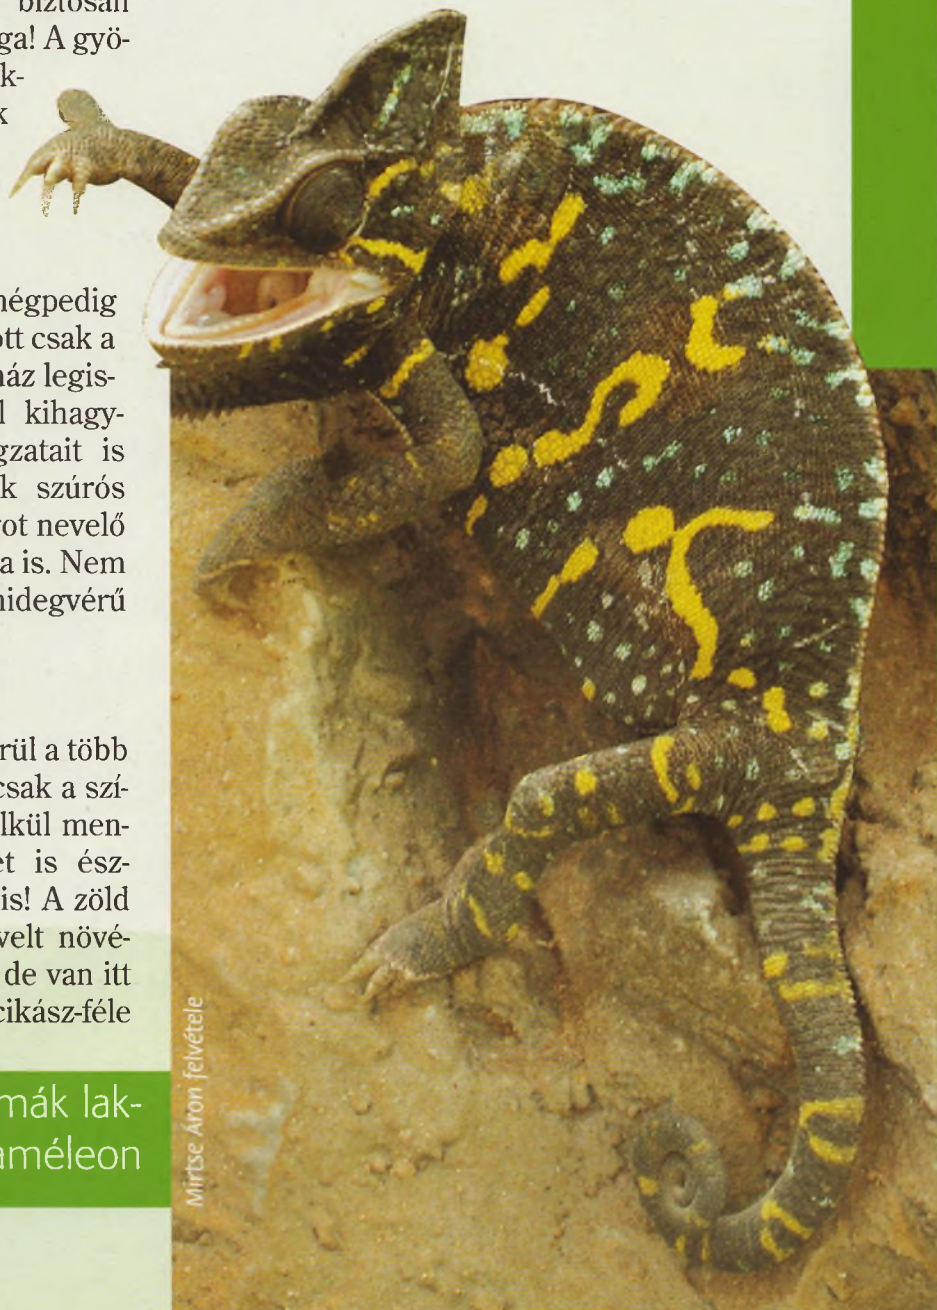 biztosan
ga! A gyö-
k-
k
négpedig
ott csak a
ház legis-
l kihagy-
gzatait is
k szúrós
ot nevelő
a is. Nem
hidegvérű
rül a több
csak a szí-
lkül men-
et is ész-
is! A zöld
velt növé-
de van itt
cikász-féle
mák lak-
améleon
Mirtse Áron felvétele